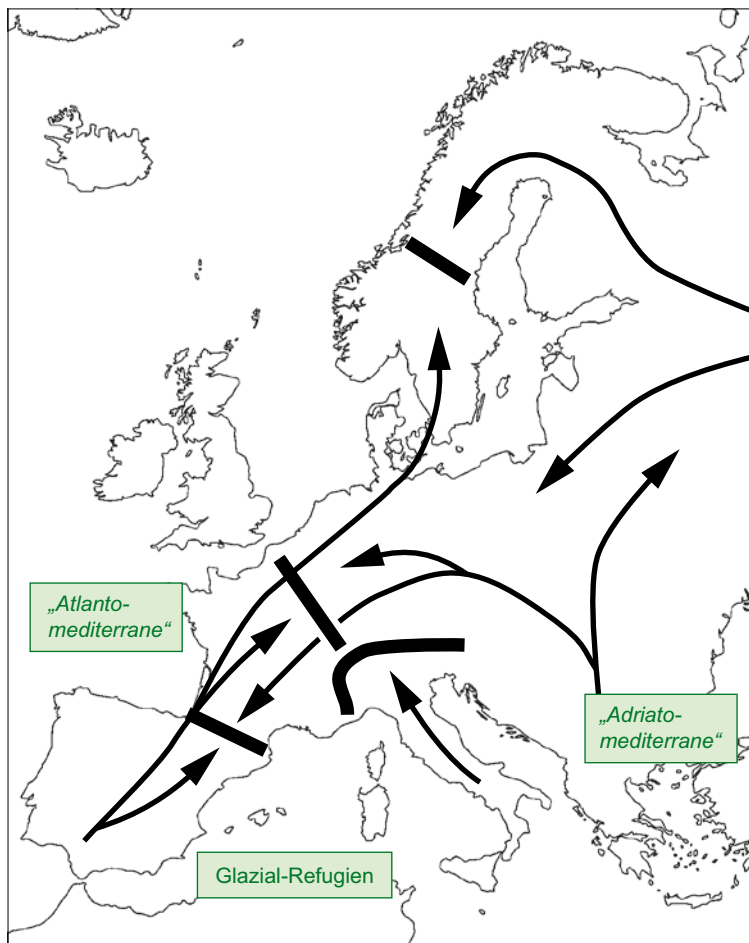 „Atlanto-
mediterrane“
„Adriato-
mediterrane“
Glazial-Refugien